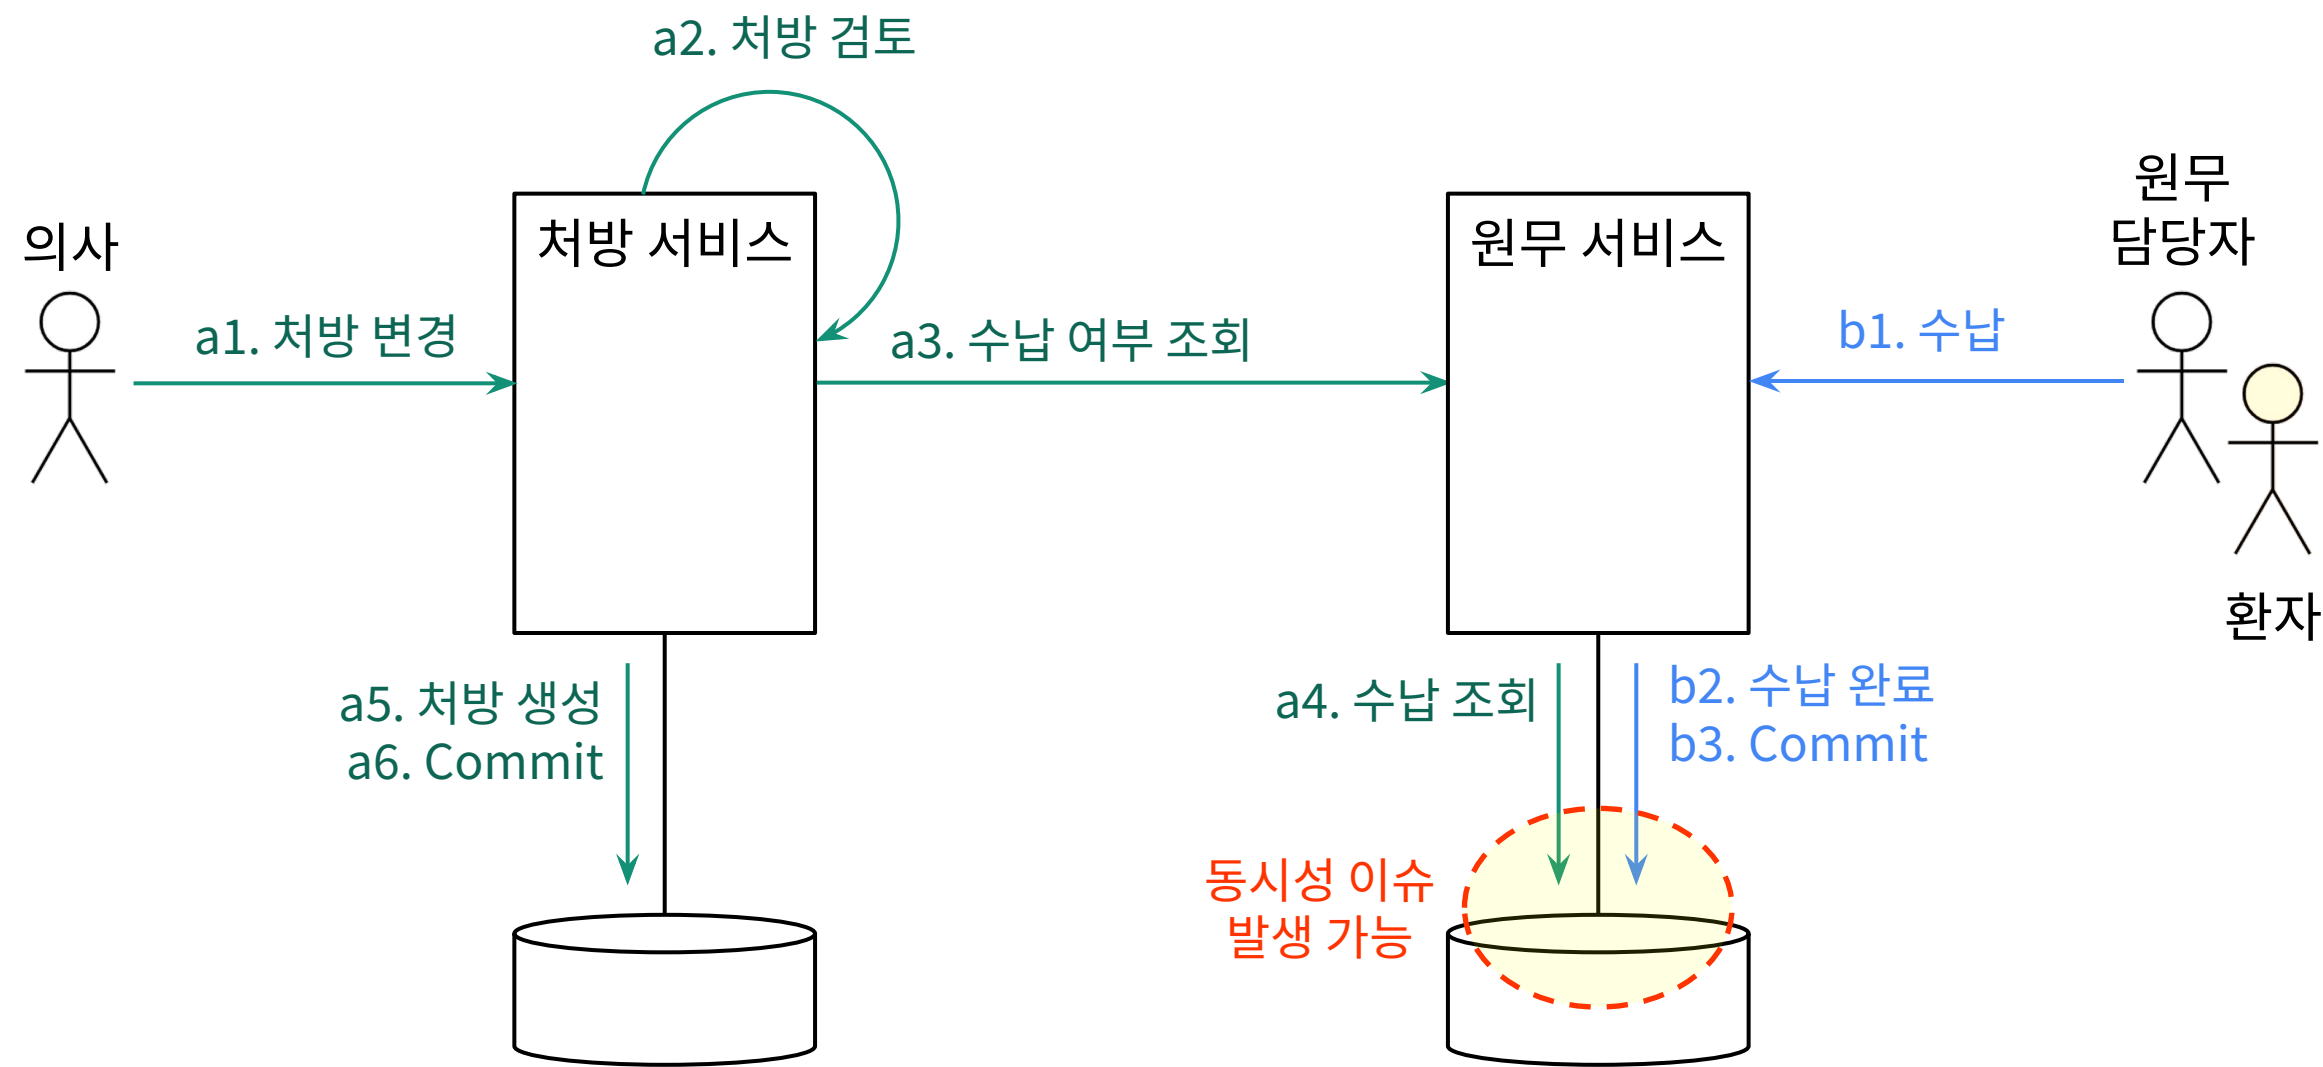 a2. 처방 검토
의사
처방 서비스
원무 서비스
원무
담당자
a1. 처방 변경
a3. 수납 여부 조회
b1. 수납
환자
a5. 처방 생성
a6. Commit
a4. 수납 조회
b2. 수납 완료
b3. Commit
동시성 이슈
발생 가능